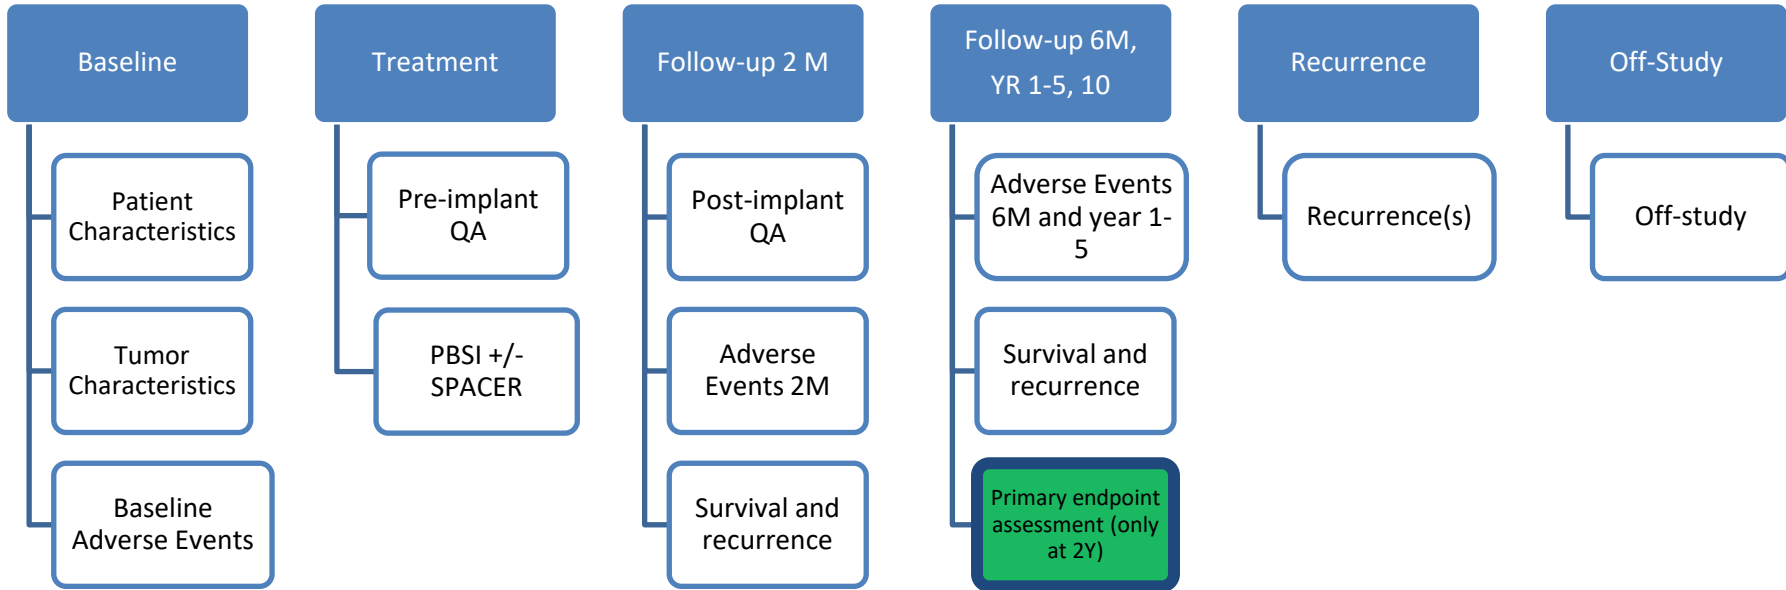 Baseline
Patient
Characteristics
Tumor
Characteristics
Baseline
Adverse Events
Treatment
Pre-implant
QA
PBSI +/-
SPACER
Follow-up 2 M
Post-implant
QA
Adverse
Events 2M
Survival and
recurrence
Follow-up 6M,
YR 1-5, 10
Adverse Events
6M and year 1-
5
Survival and
recurrence
Primary endpoint
assessment (only
at 2Y)
Recurrence
Recurrence(s)
Off-Study
Off-study